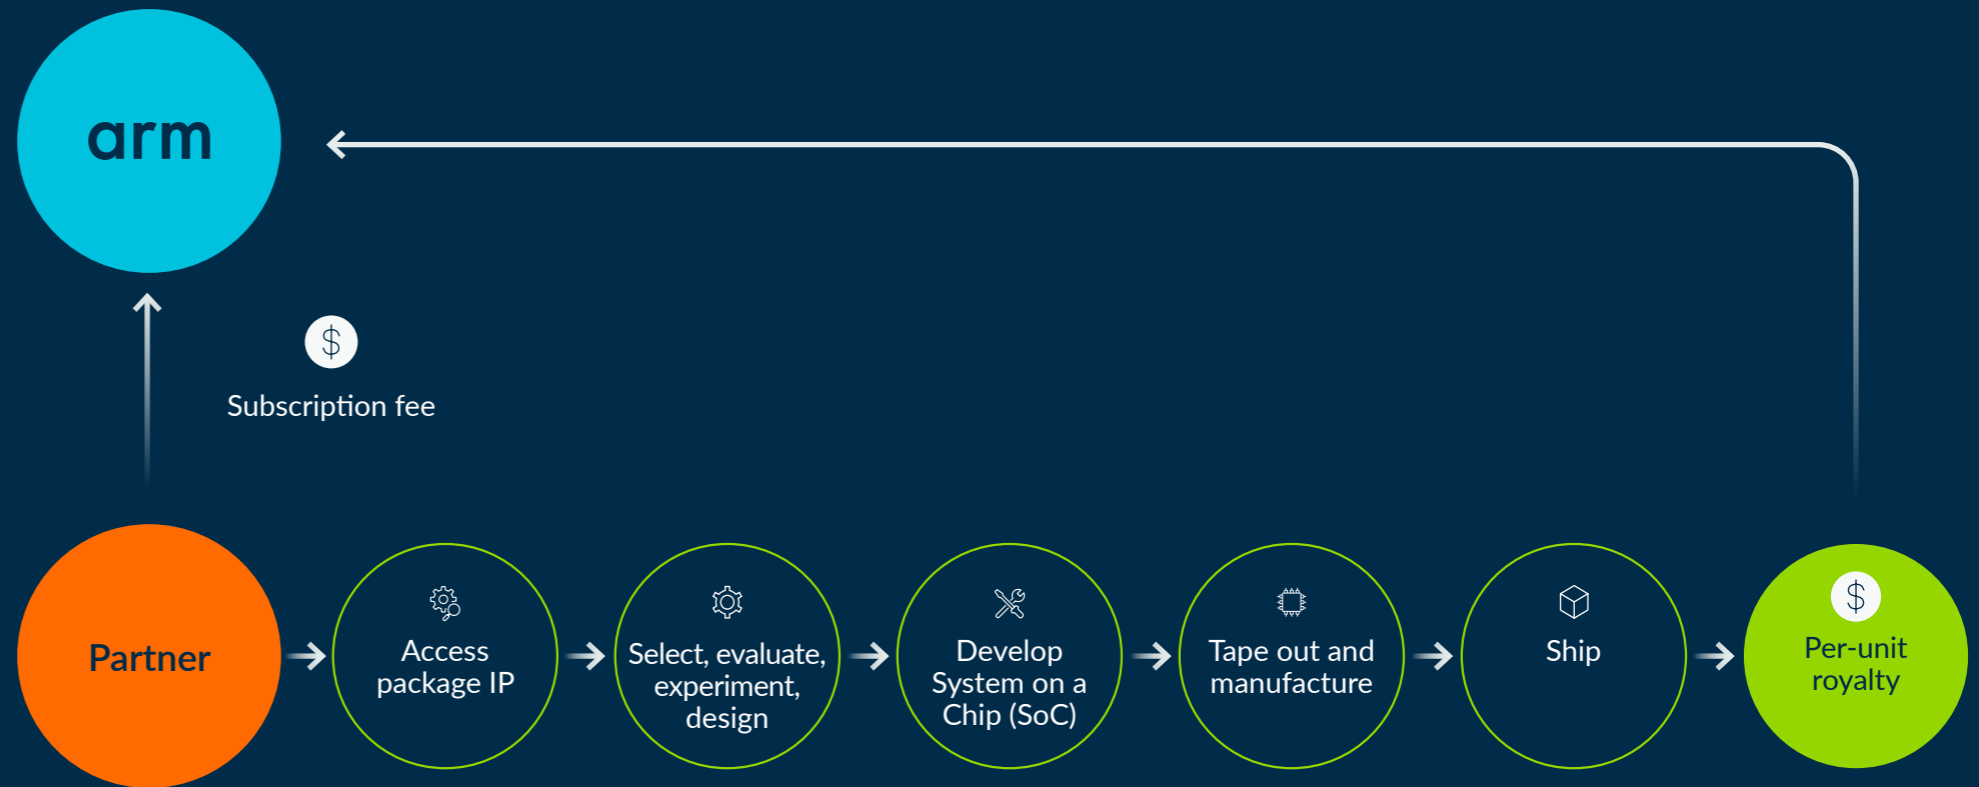 arm
$
Subscription fee
Partner
Access
package IP
Select, evaluate,
experiment,
design
Develop
System on a
Chip (SoC)
Tape out and
manufacture
Ship
$
Per-unit
royalty